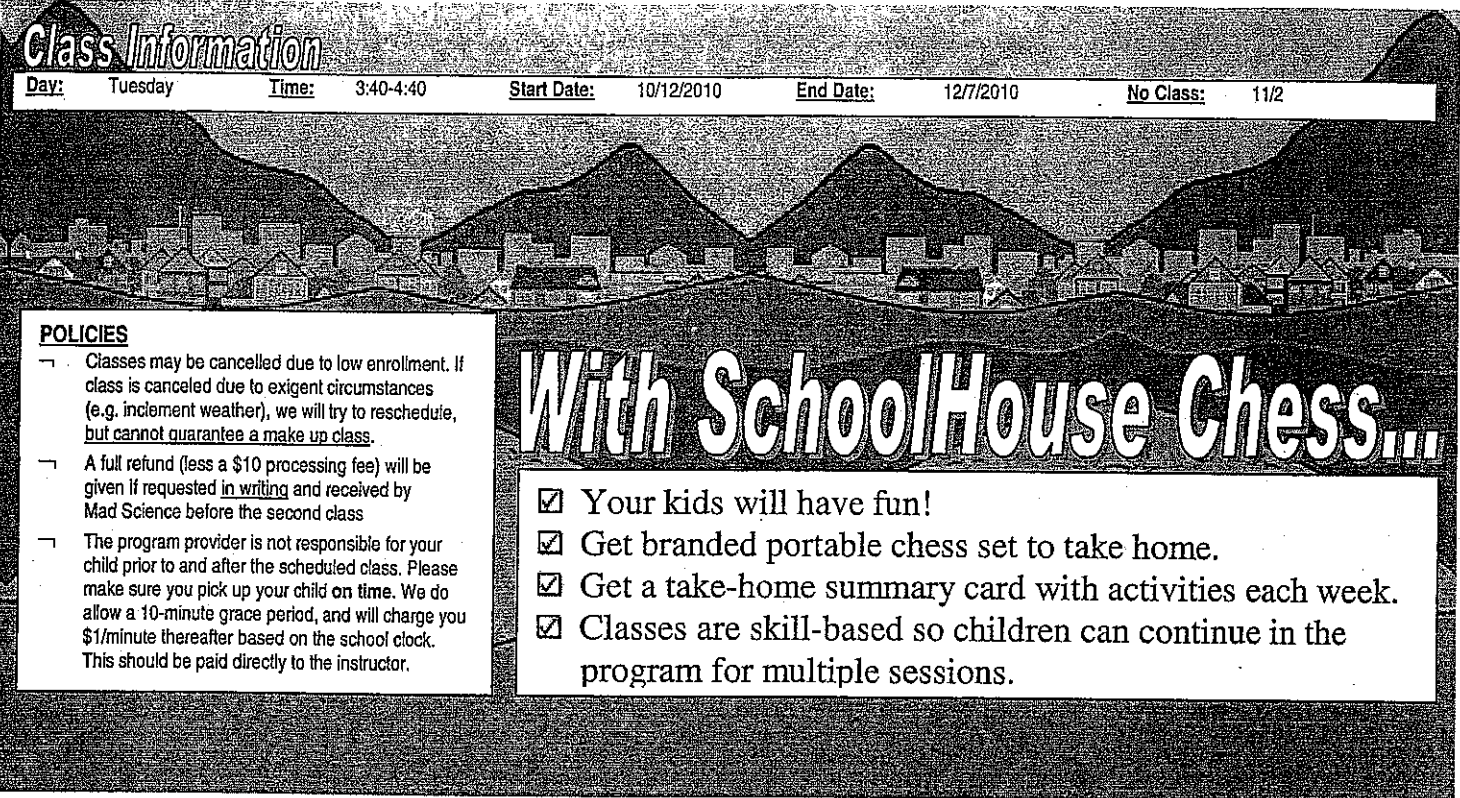 Class Information
Day: Tuesday Time: 3:40-4:40 Start Date: 10/12/2010 End Date: 12/7/2010 No Class: 11/2
POLICIES
¬ Classes may be cancelled due to low enrollment. If
class is canceled due to exigent circumstances
(e.g. inclement weather), we will try to reschedule,
but cannot guarantee a make up class.
¬ A full refund (less a $10 processing fee) will be
given if requested in writing and received by
Mad Science before the second class
¬ The program provider is not responsible for your
child prior to and after the scheduled class. Please
make sure you pick up your child on time. We do
allow a 10-minute grace period, and will charge you
$1/minute thereafter based on the school clock.
This should be paid directly to the instructor.
With SchoolHouse Chess...
☑ Your kids will have fun!
☑ Get branded portable chess set to take home.
☑ Get a take-home summary card with activities each week.
☑ Classes are skill-based so children can continue in the
program for multiple sessions.